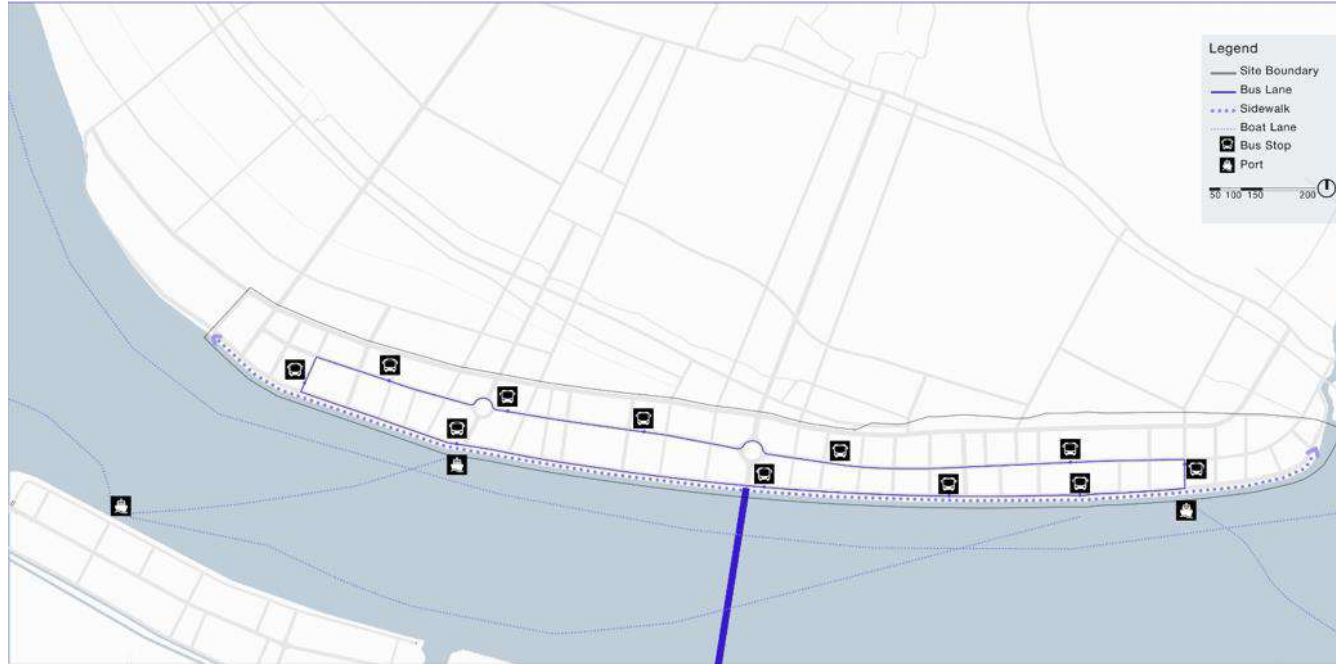 Legend
Site Boundary
Bus Lane
Sidewalk
Boat Lane
Bus Stop
Port
50 100 150 200